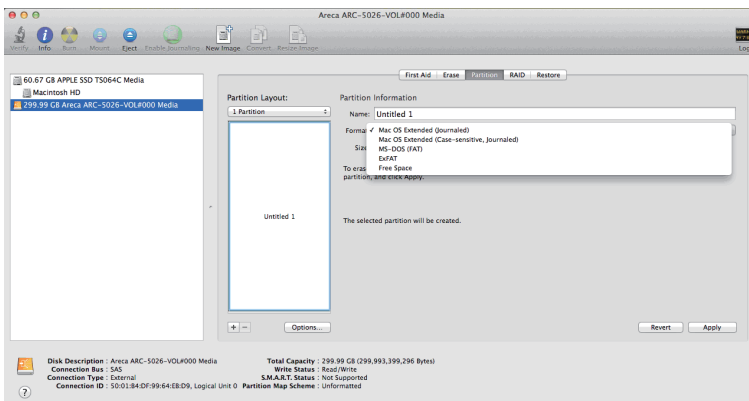 Areca ARC-5026-VOL#000 Media
Verify Info Burn Mount Eject Enable Journaling New Image Convert Resize Image
Log
60.67 GB APPLE SSD TS064C Media
Macintosh HD
299.99 GB Areca ARC-5026-VOL#000 Media
First Aid Erase Partition RAID Restore
Partition Layout:
1 Partition
Untitled 1
+ − Options...
Partition Information
Name: Untitled 1
Format
✓ Mac OS Extended (Journaled)
Mac OS Extended (Case-sensitive, Journaled)
MS-DOS (FAT)
ExFAT
Free Space
Size
To eras
partition, and click Apply.
The selected partition will be created.
Revert Apply
Disk Description : Areca ARC-5026-VOL#000 Media
Connection Bus : SAS
Connection Type : External
Connection ID : 50:01:B4:DF:99:64:EB:D9, Logical Unit 0
Total Capacity : 299.99 GB (299,993,399,296 Bytes)
Write Status : Read/Write
S.M.A.R.T. Status : Not Supported
Partition Map Scheme : Unformatted
?